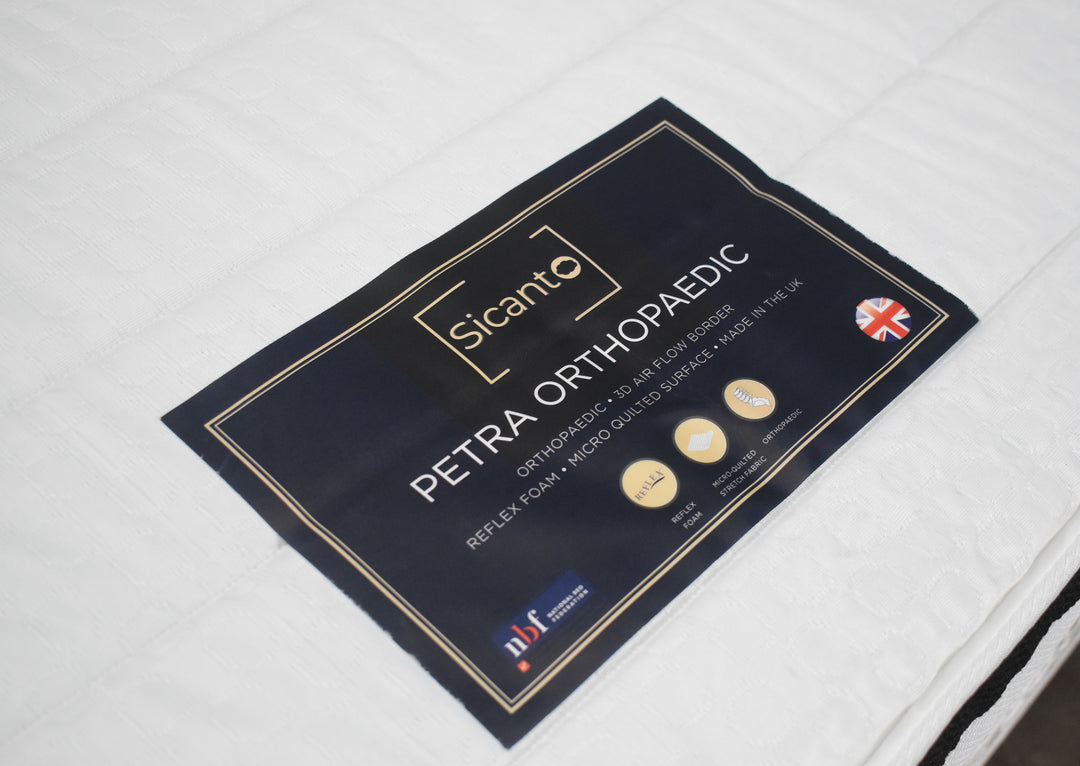 Sicanto
PETRA ORTHOPAEDIC
ORTHOPAEDIC • 3D AIR FLOW BORDER
REFLEX FOAM • MICRO QUILTED SURFACE • MADE IN THE UK
REFLEX
REFLEX
FOAM
MICRO-QUILTED
STRETCH FABRIC
ORTHOPAEDIC
nbf
NATIONAL BED
FEDERATION